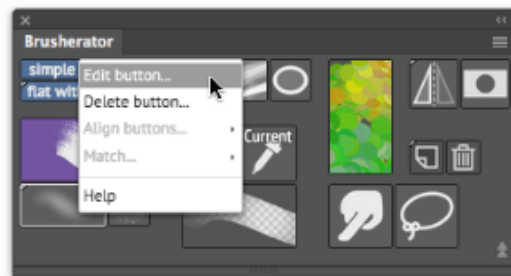 Brusherator
simple
flat wit
Edit button...
Delete button...
Align buttons...
Match...
Help
Current